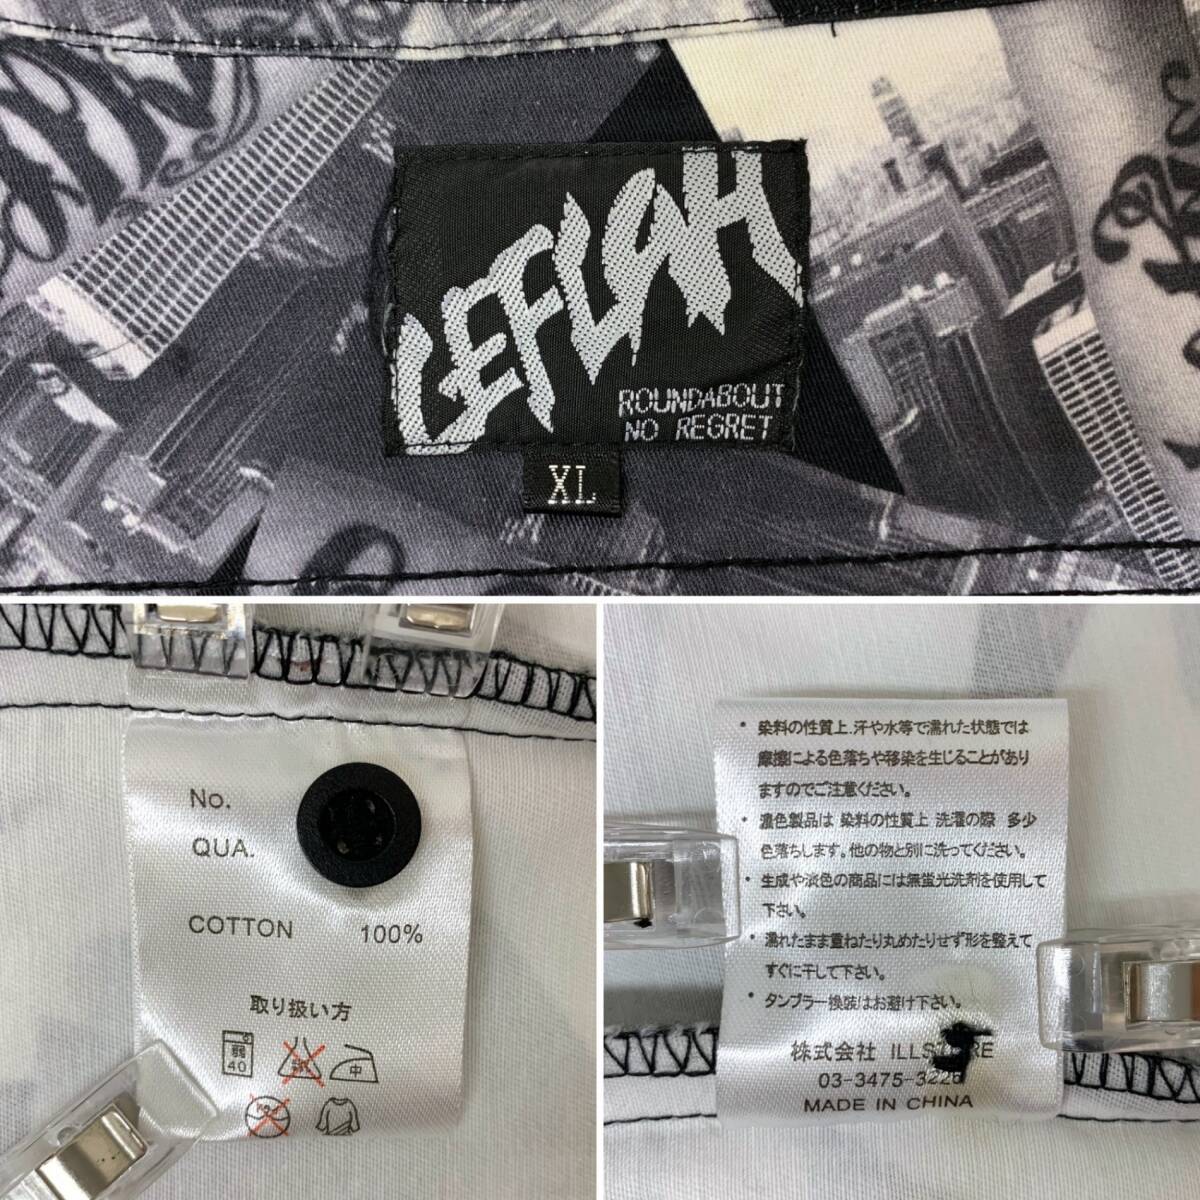 LEFLAH
ROUNDABOUT
NO REGRET
XL
No.
QUA.
COTTON 100%
取り扱い方
弱
40
中
・染料の性質上.汗や水等で濡れた状態では
摩擦による色落ちや移染を生じることがあり
ますのでご注意ください。
・濃色製品は 染料の性質上 洗濯の際 多少
色落ちします。他の物と別に洗ってください。
・生成や淡色の商品には無蛍光洗剤を使用して
下さい。
・濡れたまま重ねたり丸めたりせず形を整えて
すぐに干して下さい。
・タンブラー換装はお避け下さい。
株式会社
03-3475-
MADE IN CHINA